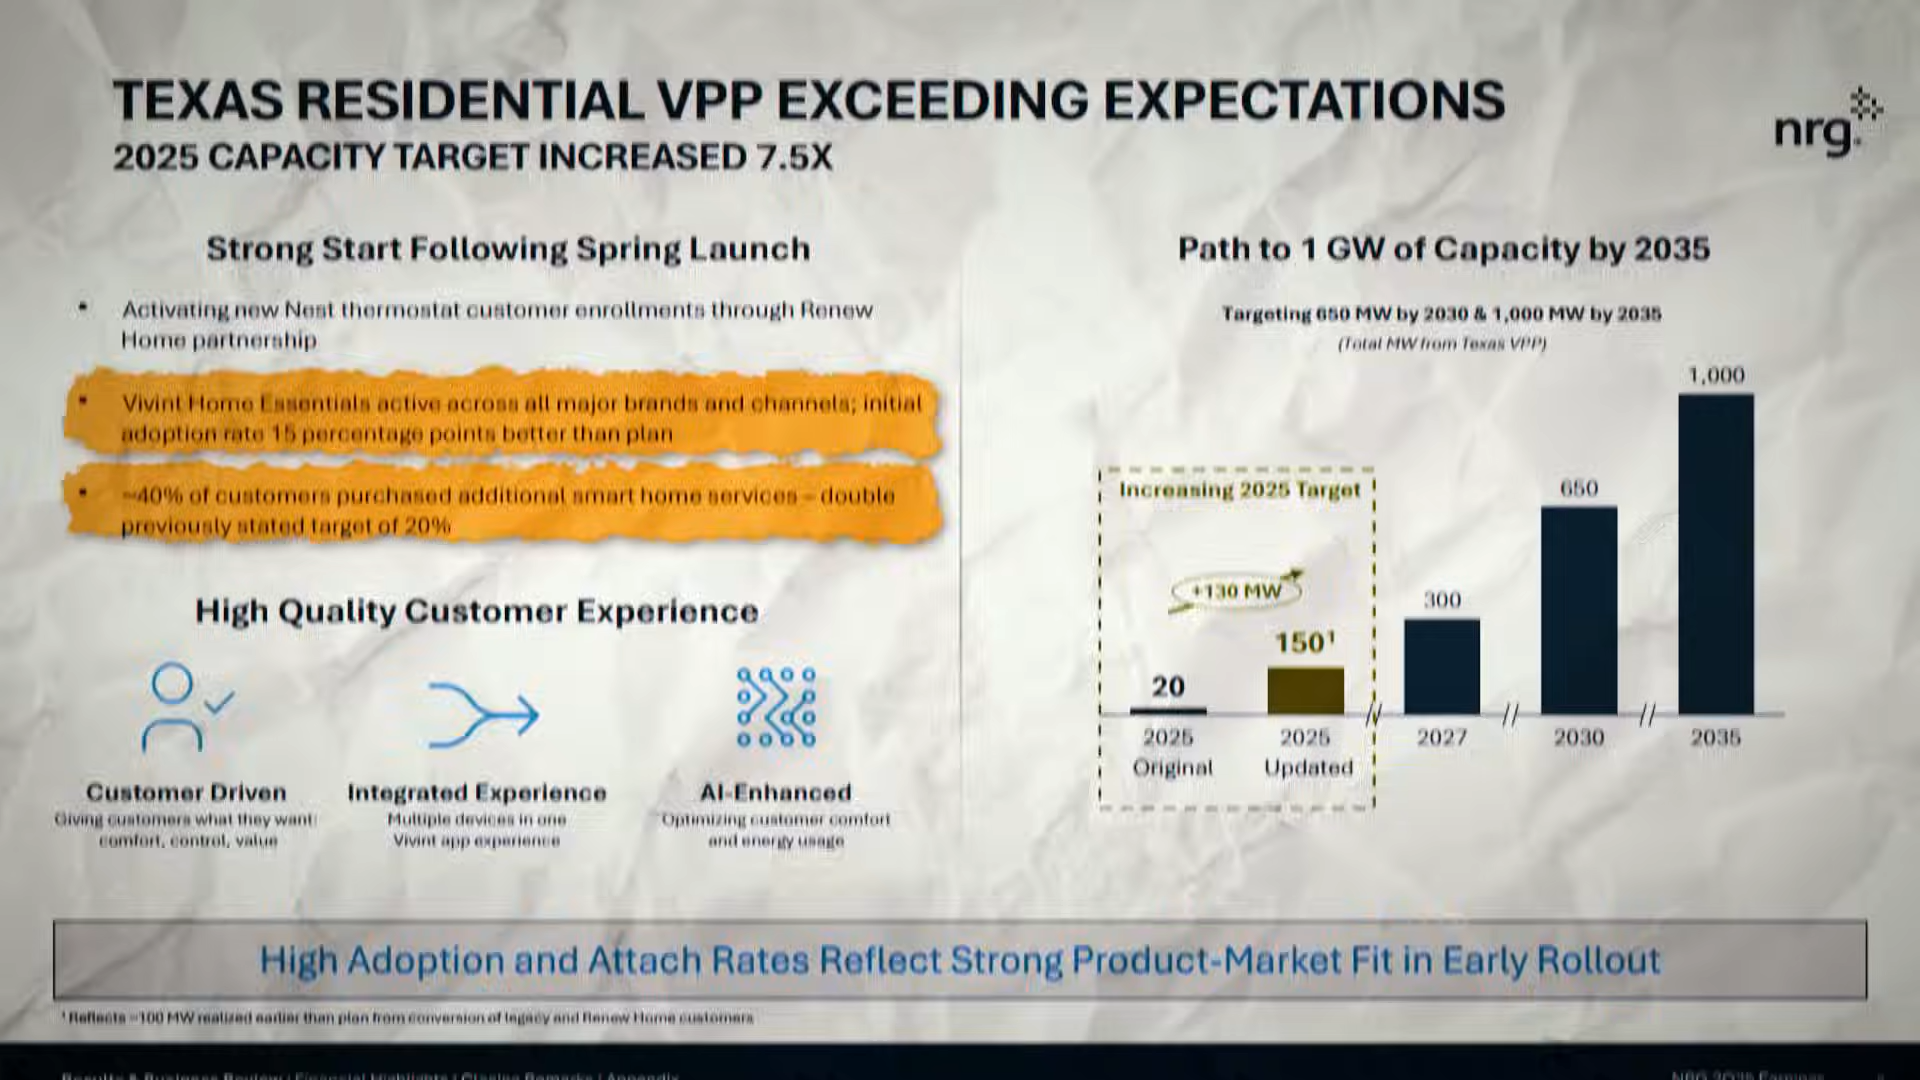 TEXAS RESIDENTIAL VPP EXCEEDING EXPECTATIONS
2025 CAPACITY TARGET INCREASED 7.5X
nrg
Strong Start Following Spring Launch
• Activating new Nest thermostat customer enrollments through Renew
Home partnership
• Vivint Home Essentials active across all major brands and channels; initial
adoption rate 15 percentage points better than plan
• ~40% of customers purchased additional smart home services – double
previously stated target of 20%
High Quality Customer Experience
Customer Driven
Giving customers what they want:
comfort, control, value
Integrated Experience
Multiple devices in one
Vivint app experience
AI-Enhanced
Optimizing customer comfort
and energy usage
Path to 1 GW of Capacity by 2035
Targeting 650 MW by 2030 & 1,000 MW by 2035
(Total MW from Texas VPP)
Increasing 2025 Target
+130 MW
20
150¹
300
650
1,000
2025 Original
2025 Updated
2027
2030
2035
High Adoption and Attach Rates Reflect Strong Product-Market Fit in Early Rollout
¹ Reflects ~100 MW realized earlier than plan from conversion of legacy and Renew Home customers
Results & Business Review | Financial Highlights | Closing Remarks | Appendix